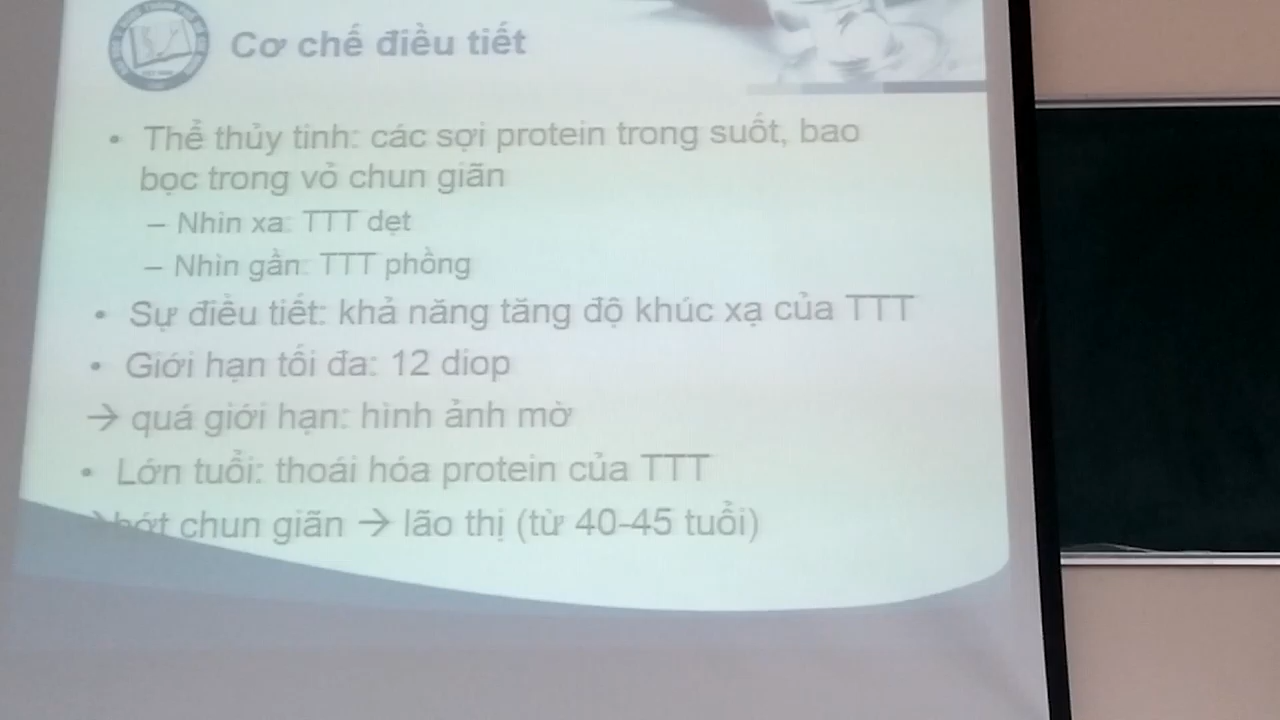 Cơ chế điều tiết
• Thể thủy tinh: các sợi protein trong suốt, bao
bọc trong vỏ chun giãn
– Nhìn xa: TTT dẹt
– Nhìn gần: TTT phồng
• Sự điều tiết: khả năng tăng độ khúc xạ của TTT
• Giới hạn tối đa: 12 diop
→ quá giới hạn: hình ảnh mờ
• Lớn tuổi: thoái hóa protein của TTT
→ bớt chun giãn → lão thị (từ 40-45 tuổi)